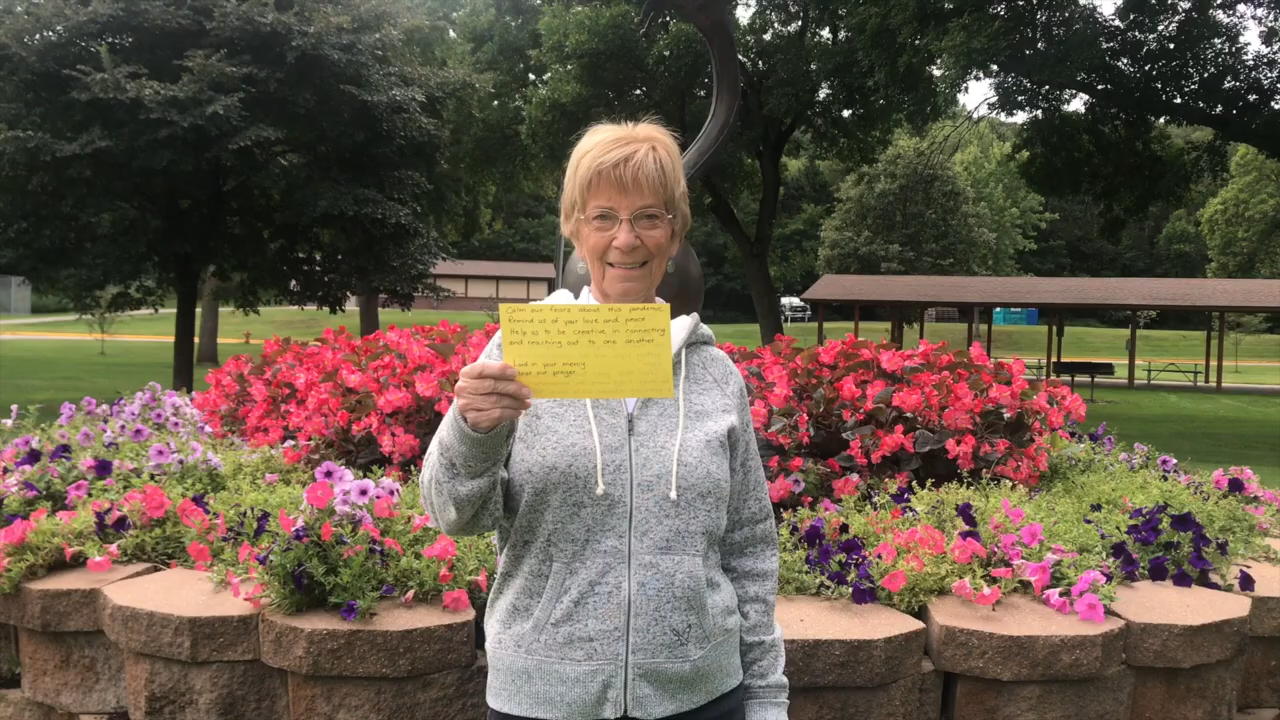 Calm our fears about this pandemic
Remind us of your love and peace
Help us to be creative in connecting
and reaching out to one another
Lord in your mercy
Hear our prayer